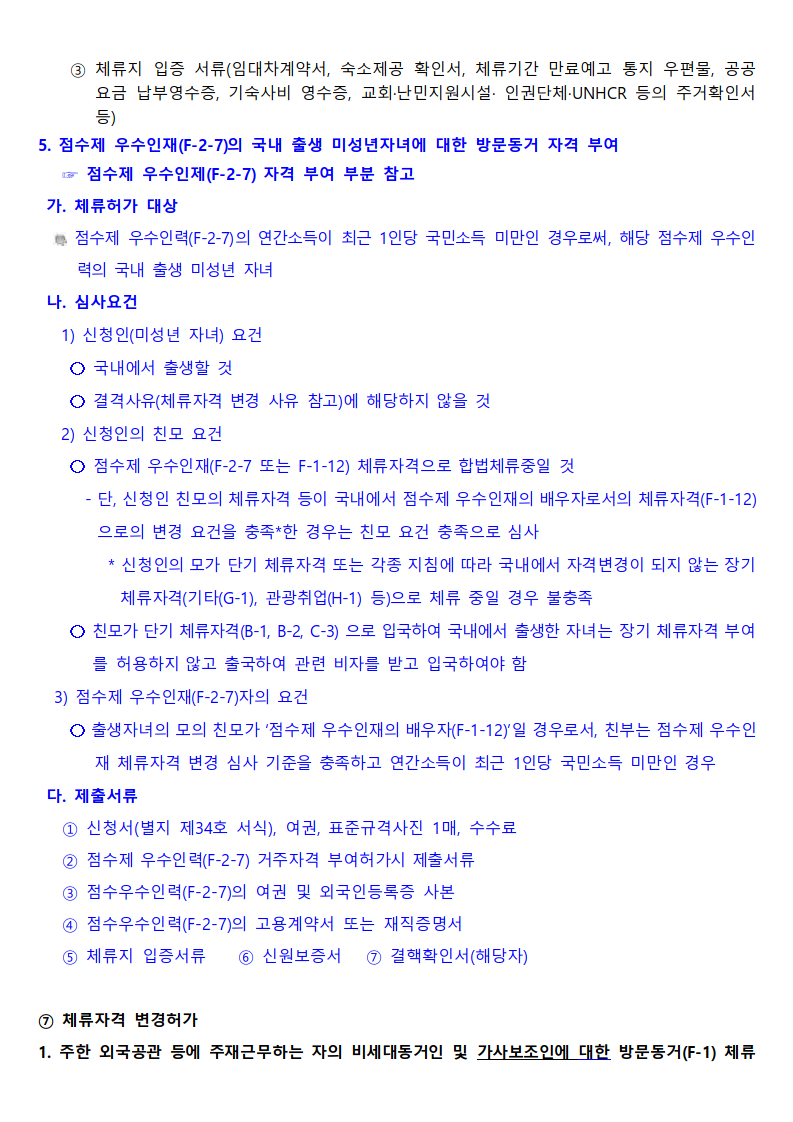 ③ 체류지 입증 서류(임대차계약서, 숙소제공 확인서, 체류기간 만료예고 통지 우편물, 공공
요금 납부영수증, 기숙사비 영수증, 교회·난민지원시설· 인권단체·UNHCR 등의 주거확인서
등)
5. 점수제 우수인재(F-2-7)의 국내 출생 미성년자녀에 대한 방문동거 자격 부여
☞ 점수제 우수인제(F-2-7) 자격 부여 부분 참고
가. 체류허가 대상
점수제 우수인력(F-2-7)의 연간소득이 최근 1인당 국민소득 미만인 경우로써, 해당 점수제 우수인
력의 국내 출생 미성년 자녀
나. 심사요건
1) 신청인(미성년 자녀) 요건
○ 국내에서 출생할 것
○ 결격사유(체류자격 변경 사유 참고)에 해당하지 않을 것
2) 신청인의 친모 요건
○ 점수제 우수인재(F-2-7 또는 F-1-12) 체류자격으로 합법체류중일 것
- 단, 신청인 친모의 체류자격 등이 국내에서 점수제 우수인재의 배우자로서의 체류자격(F-1-12)
으로의 변경 요건을 충족*한 경우는 친모 요건 충족으로 심사
* 신청인의 모가 단기 체류자격 또는 각종 지침에 따라 국내에서 자격변경이 되지 않는 장기
체류자격(기타(G-1), 관광취업(H-1) 등)으로 체류 중일 경우 불충족
○ 친모가 단기 체류자격(B-1, B-2, C-3) 으로 입국하여 국내에서 출생한 자녀는 장기 체류자격 부여
를 허용하지 않고 출국하여 관련 비자를 받고 입국하여야 함
3) 점수제 우수인재(F-2-7)자의 요건
○ 출생자녀의 모의 친모가 '점수제 우수인재의 배우자(F-1-12)'일 경우로서, 친부는 점수제 우수인
재 체류자격 변경 심사 기준을 충족하고 연간소득이 최근 1인당 국민소득 미만인 경우
다. 제출서류
① 신청서(별지 제34호 서식), 여권, 표준규격사진 1매, 수수료
② 점수제 우수인력(F-2-7) 거주자격 부여허가시 제출서류
③ 점수우수인력(F-2-7)의 여권 및 외국인등록증 사본
④ 점수우수인력(F-2-7)의 고용계약서 또는 재직증명서
⑤ 체류지 입증서류 ⑥ 신원보증서 ⑦ 결핵확인서(해당자)
⑦ 체류자격 변경허가
1. 주한 외국공관 등에 주재근무하는 자의 비세대동거인 및 가사보조인에 대한 방문동거(F-1) 체류